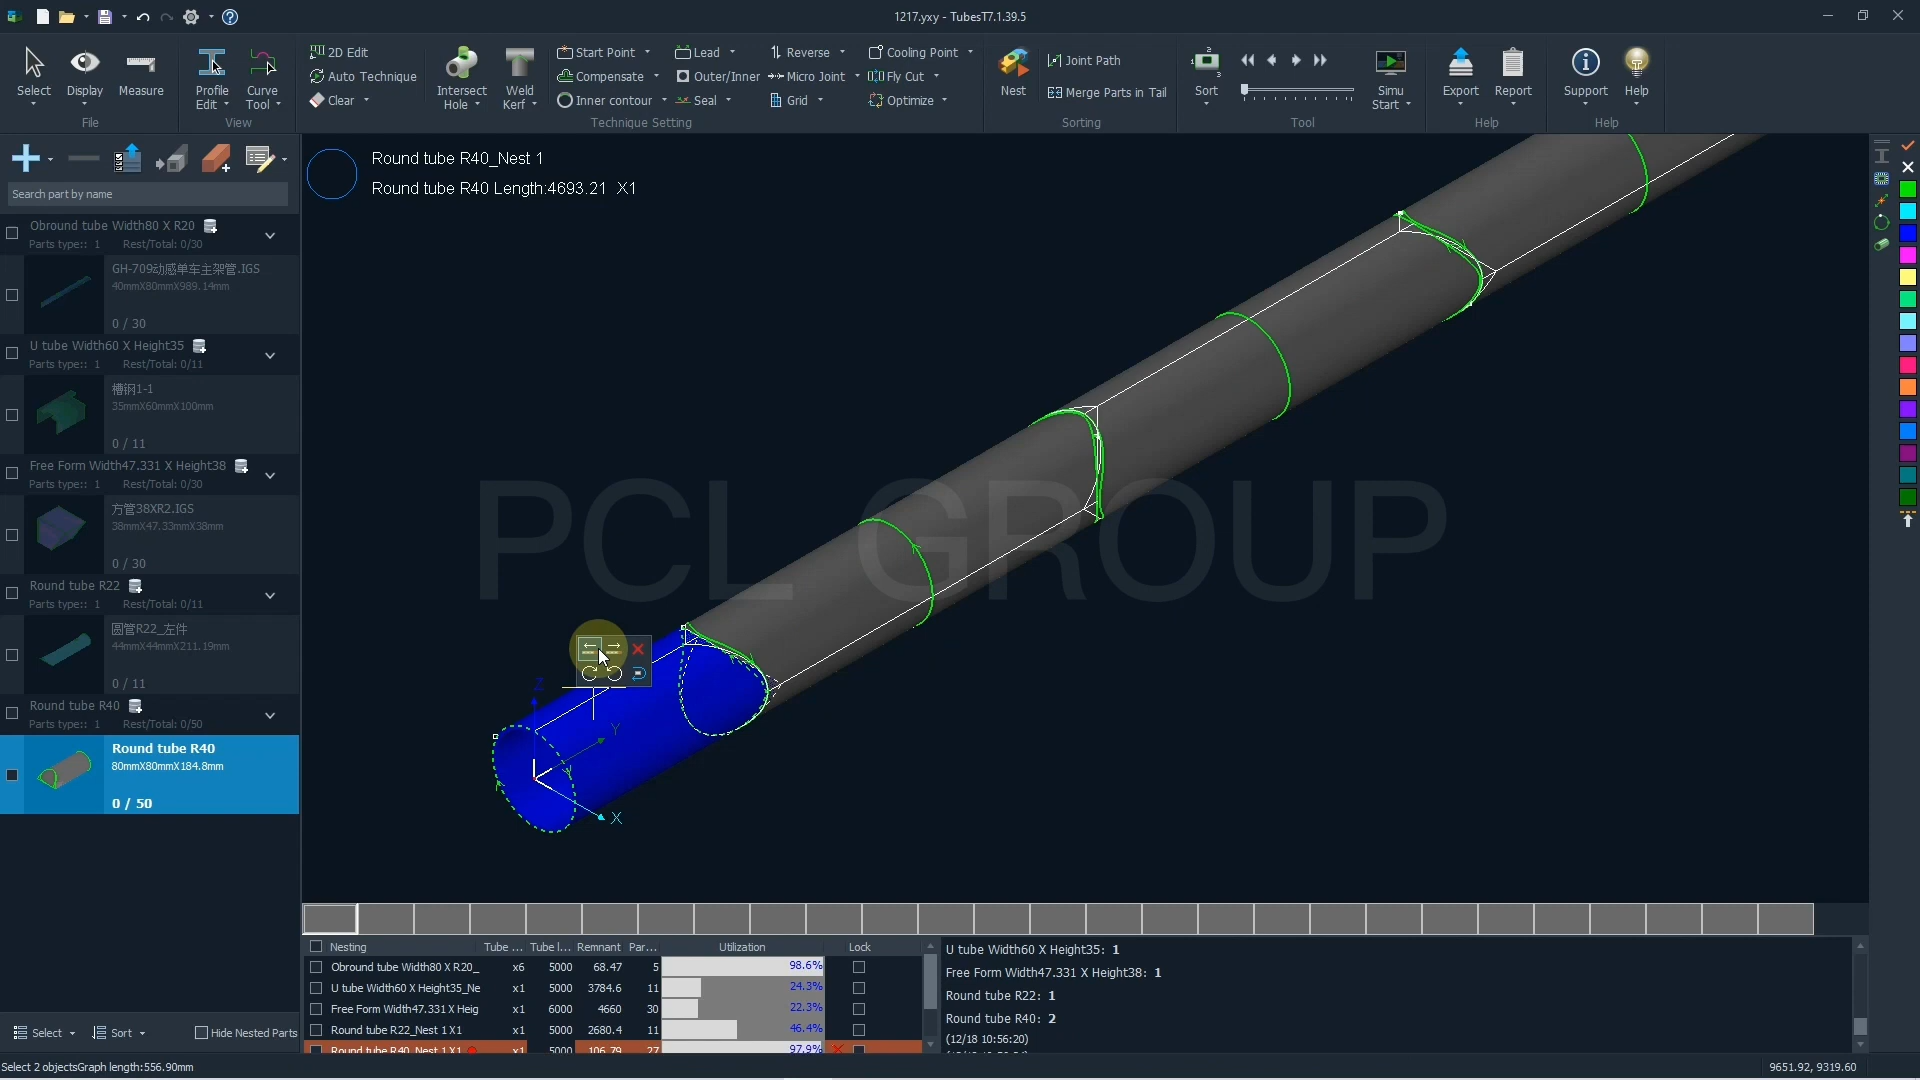 1217.yxy - TubesT7.1.39.5
Select
Display
Measure
File
Profile Edit
Curve Tool
View
2D Edit
Auto Technique
Clear
Intersect Hole
Weld Kerf
Start Point
Lead
Reverse
Cooling Point
Compensate
Outer/Inner
Micro Joint
Fly Cut
Inner contour
Seal
Grid
Optimize
Technique Setting
Nest
Joint Path
Merge Parts in Tail
Sorting
Sort
Simu Start
Tool
Export
Report
Help
Support
Help
Help
Search part by name
Obround tube Width80 X R20
Parts type:: 1 Rest/Total: 0/30
GH-709动感单车主架管.IGS
40mmX80mmX989.14mm
0 / 30
U tube Width60 X Height35
Parts type:: 1 Rest/Total: 0/11
槽钢1-1
35mmX60mmX100mm
0 / 11
Free Form Width47.331 X Height38
Parts type:: 1 Rest/Total: 0/30
方管38XR2.IGS
38mmX47.33mmX38mm
0 / 30
Round tube R22
Parts type:: 1 Rest/Total: 0/11
圆管R22_左件
44mmX44mmX211.19mm
0 / 11
Round tube R40
Parts type:: 1 Rest/Total: 0/50
Round tube R40
80mmX80mmX184.8mm
0 / 50
Select
Sort
Hide Nested Parts
Round tube R40_Nest 1
Round tube R40 Length:4693.21 X1
PCL GROUP
Z
Y
X
Nesting Tube ... Tube l... Remnant Par... Utilization Lock
Obround tube Width80 X R20_ x6 5000 68.47 5 98.6%
U tube Width60 X Height35_Ne x1 5000 3784.6 11 24.3%
Free Form Width47.331 X Heig x1 6000 4660 30 22.3%
Round tube R22_Nest 1 X1 x1 5000 2680.4 11 46.4%
Round tube R40_Nest 1 X1 x1 5000 106.79 27 97.9%
U tube Width60 X Height35: 1
Free Form Width47.331 X Height38: 1
Round tube R22: 1
Round tube R40: 2
(12/18 10:56:20)
Select 2 objectsGraph length:556.90mm
9651.92, 9319.60